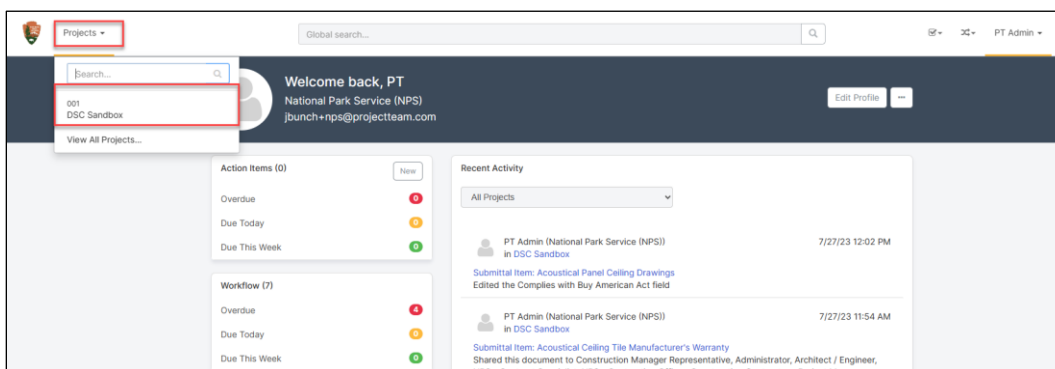 Projects
Global search...
PT Admin
Search...
001
DSC Sandbox
View All Projects...
Welcome back, PT
National Park Service (NPS)
jbunch+nps@projectteam.com
Edit Profile
Action Items (0)
New
Overdue
0
Due Today
0
Due This Week
0
Workflow (7)
Overdue
4
Due Today
0
Due This Week
0
Recent Activity
All Projects
PT Admin (National Park Service (NPS))
7/27/23 12:02 PM
in DSC Sandbox
Submittal Item: Acoustical Panel Ceiling Drawings
Edited the Complies with Buy American Act field
PT Admin (National Park Service (NPS))
7/27/23 11:54 AM
in DSC Sandbox
Submittal Item: Acoustical Ceiling Tile Manufacturer's Warranty
Shared this document to Construction Manager Representative, Administrator, Architect / Engineer,